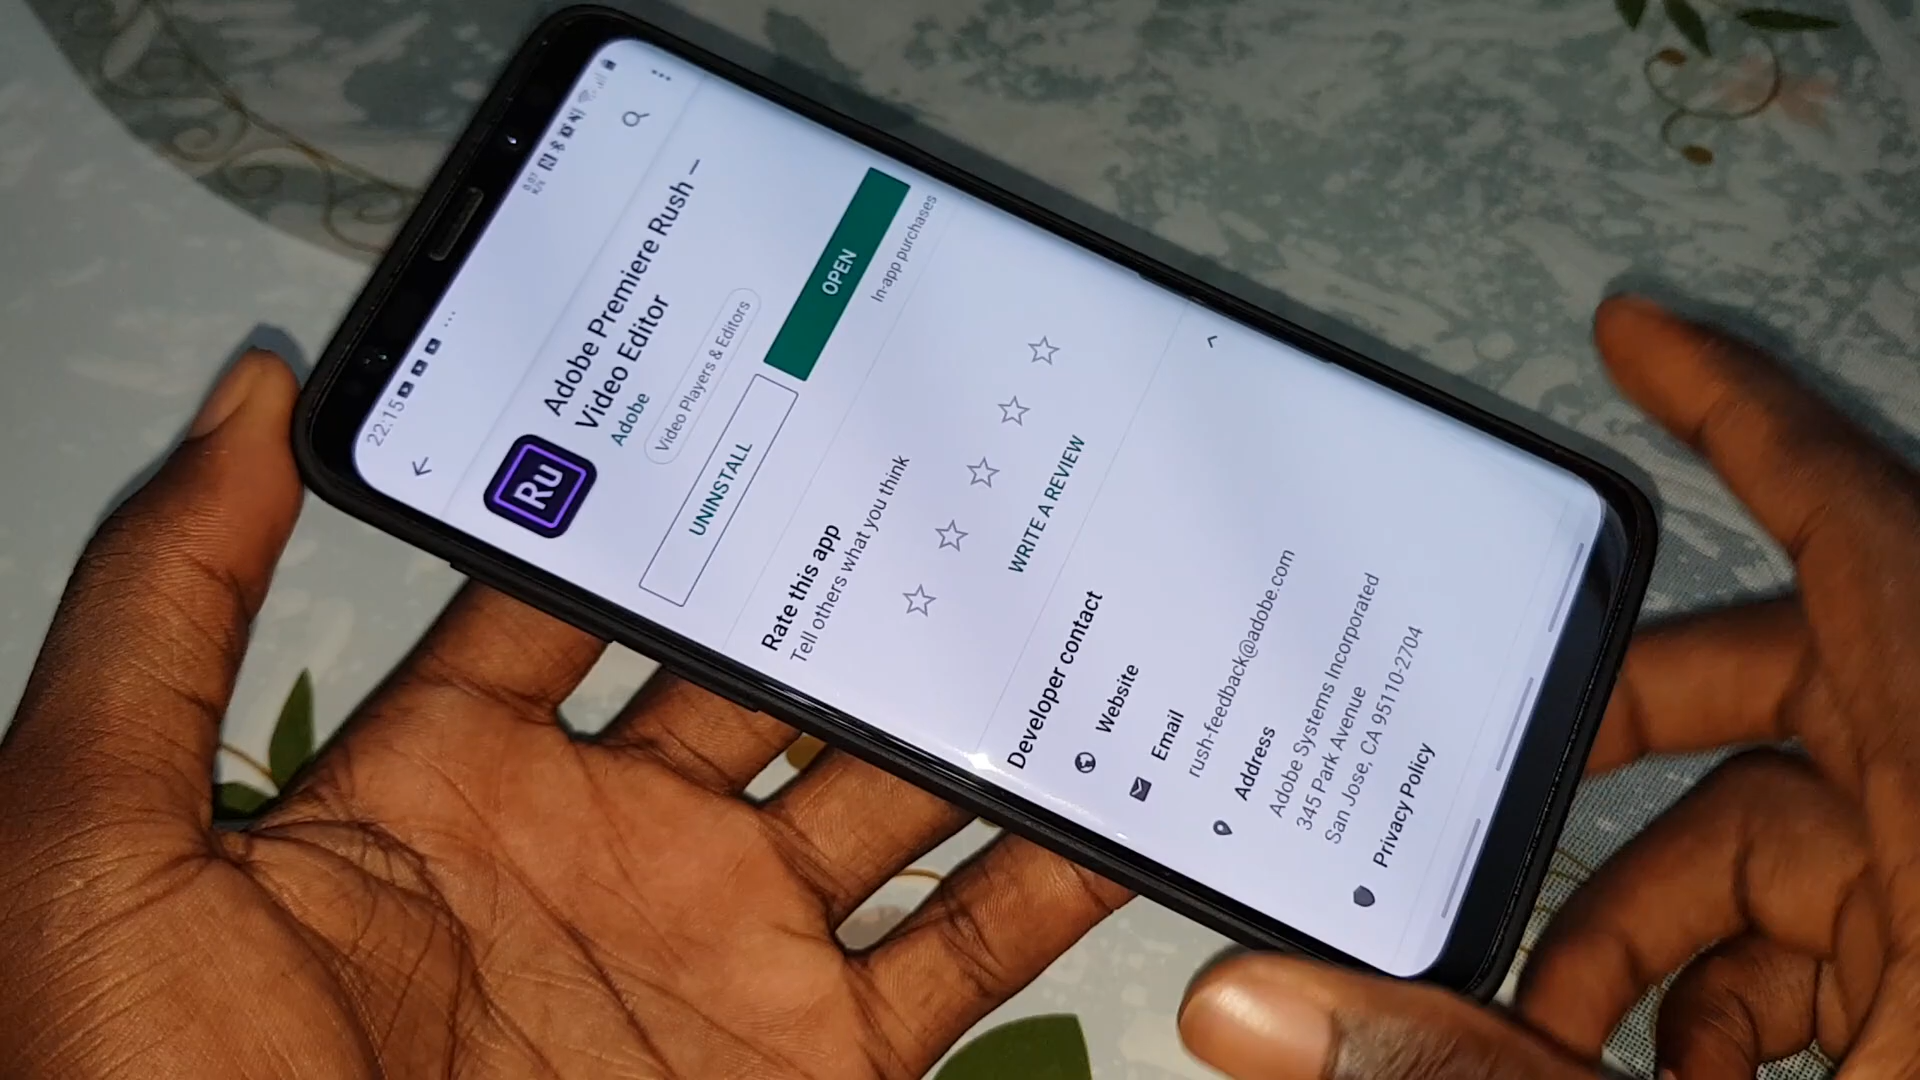 22:15
0.07
K/s
Ru
Adobe Premiere Rush —
Video Editor
Adobe
Video Players & Editors
UNINSTALL
OPEN
In-app purchases
Rate this app
Tell others what you think
WRITE A REVIEW
Developer contact
Website
Email
rush-feedback@adobe.com
Address
Adobe Systems Incorporated
345 Park Avenue
San Jose, CA 95110-2704
Privacy Policy